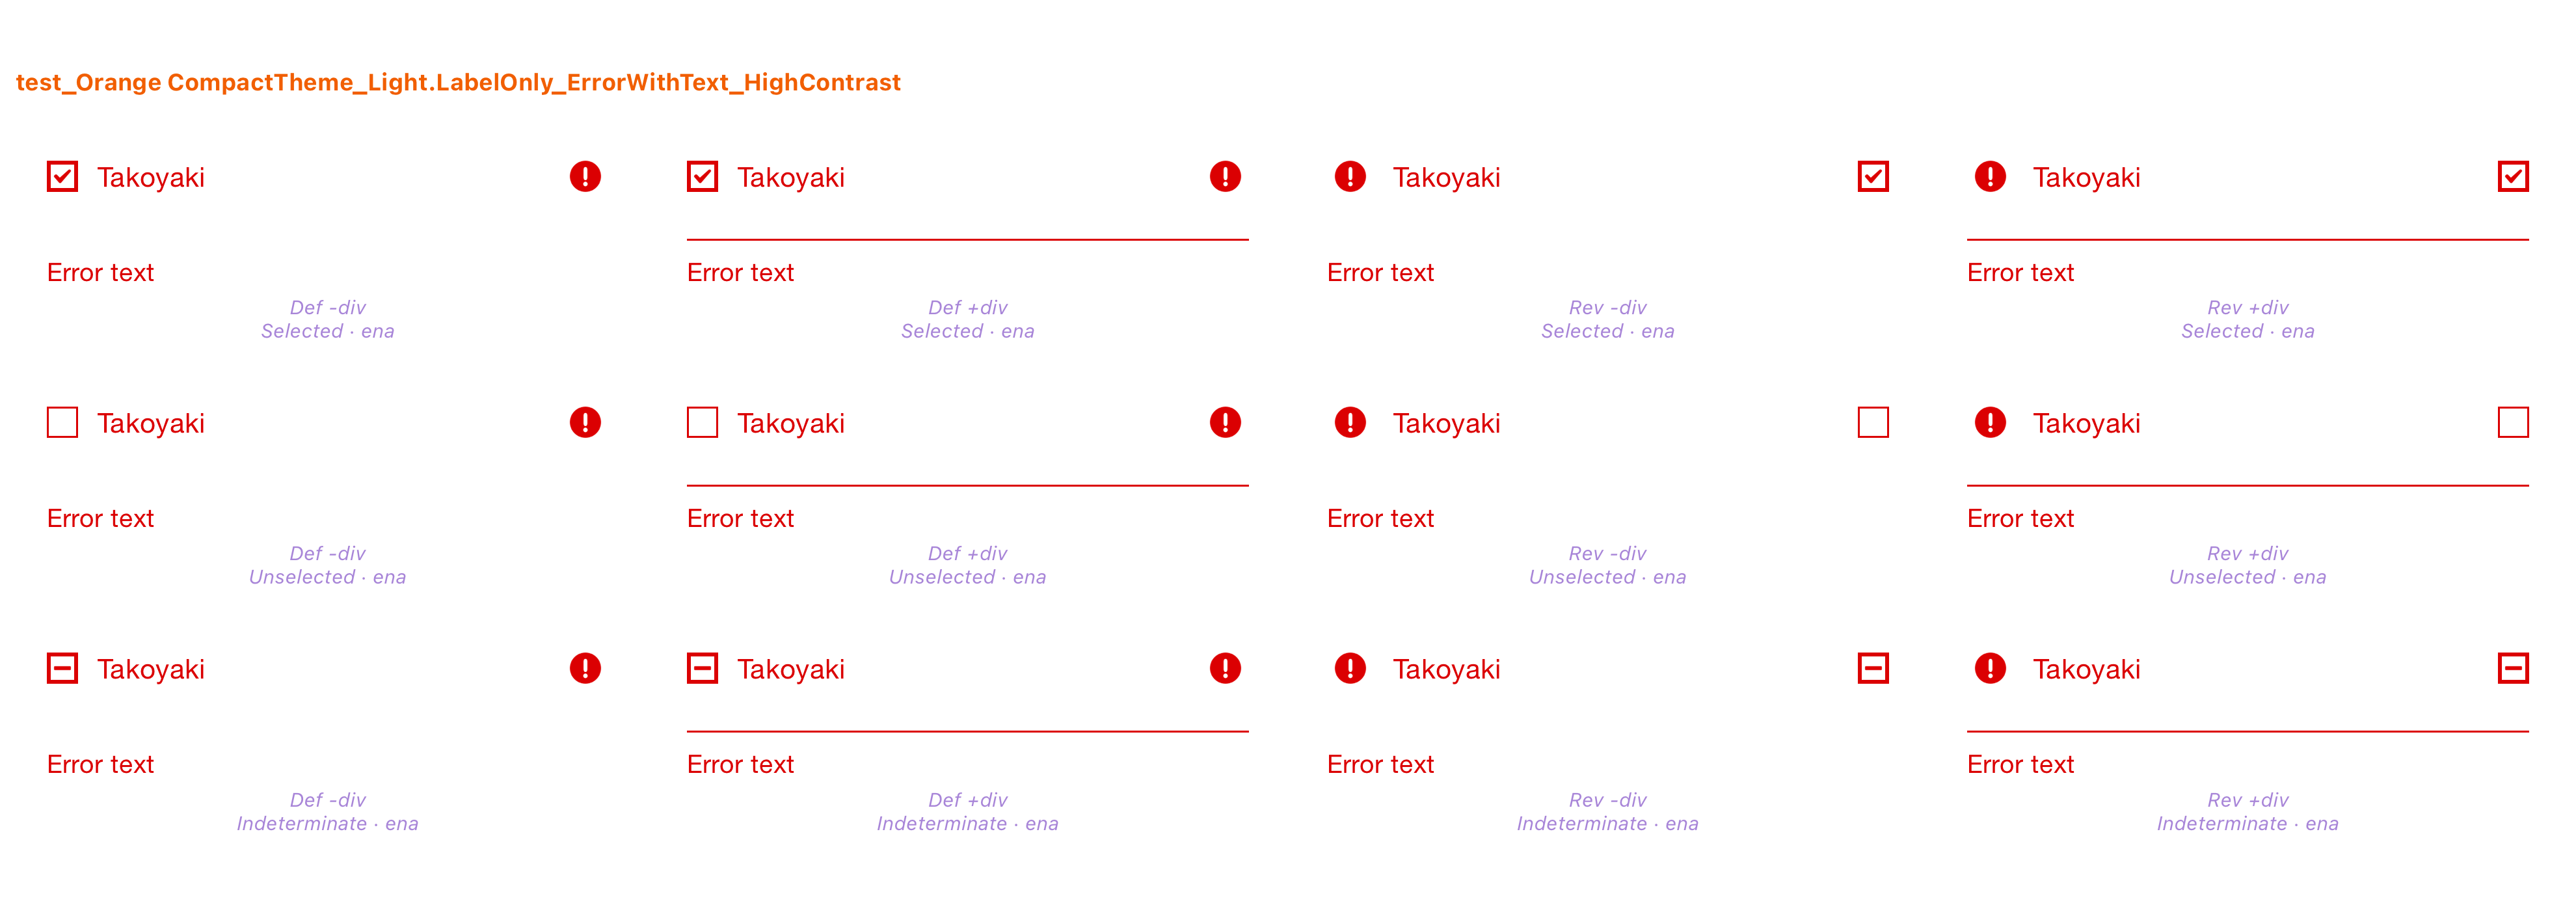 test_Orange CompactTheme_Light.LabelOnly_ErrorWithText_HighContrast
Takoyaki
Takoyaki
Takoyaki
Takoyaki
Error text
Error text
Error text
Error text
Def -div
Selected · ena
Def +div
Selected · ena
Rev -div
Selected · ena
Rev +div
Selected · ena
Takoyaki
Takoyaki
Takoyaki
Takoyaki
Error text
Error text
Error text
Error text
Def -div
Unselected · ena
Def +div
Unselected · ena
Rev -div
Unselected · ena
Rev +div
Unselected · ena
Takoyaki
Takoyaki
Takoyaki
Takoyaki
Error text
Error text
Error text
Error text
Def -div
Indeterminate · ena
Def +div
Indeterminate · ena
Rev -div
Indeterminate · ena
Rev +div
Indeterminate · ena